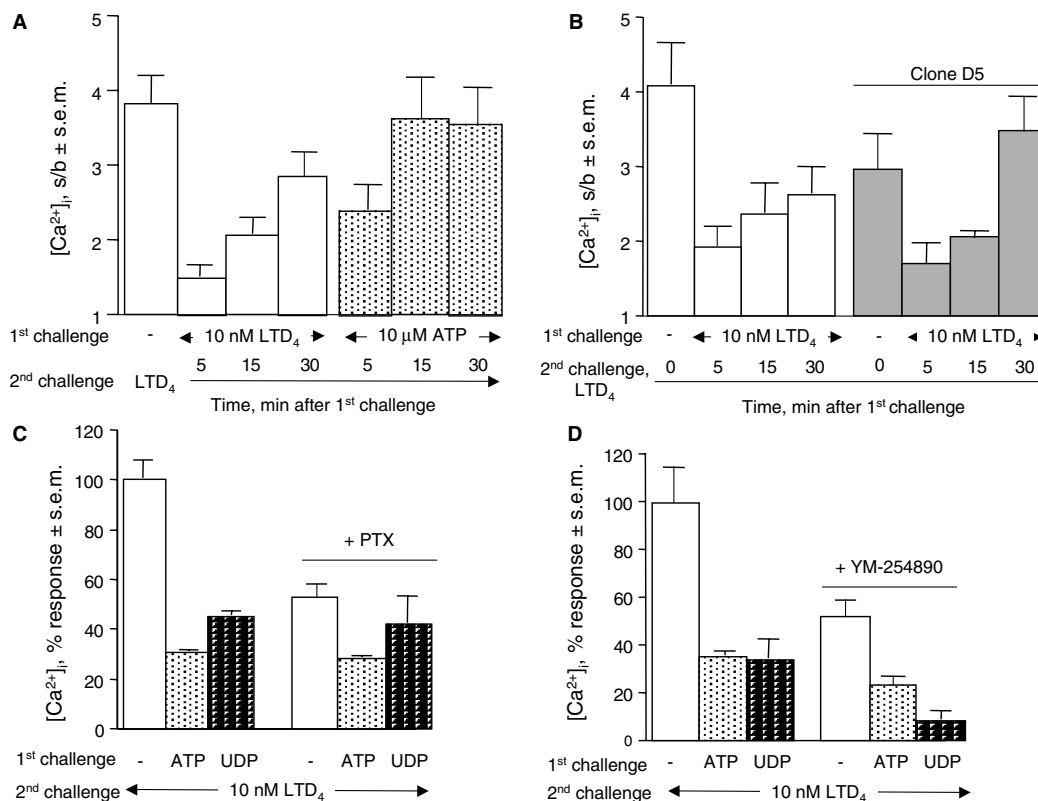 A
[Ca²⁺]ᵢ, s/b ± s.e.m.
5
4
3
2
1
1st challenge - 10 nM LTD₄ 10 μM ATP
5 15 30 5 15 30
2nd challenge LTD₄
Time, min after 1st challenge
B
[Ca²⁺]ᵢ, s/b ± s.e.m.
5
4
3
2
1
Clone D5
1st challenge - 10 nM LTD₄ - 10 nM LTD₄
2nd challenge, LTD₄
0 5 15 30 0 5 15 30
Time, min after 1st challenge
C
[Ca²⁺]ᵢ, % response ± s.e.m.
120
100
80
60
40
20
0
+ PTX
1st challenge - ATP UDP - ATP UDP
2nd challenge 10 nM LTD₄
D
[Ca²⁺]ᵢ, % response ± s.e.m.
120
100
80
60
40
20
0
+ YM-254890
1st challenge - ATP UDP - ATP UDP
2nd challenge 10 nM LTD₄